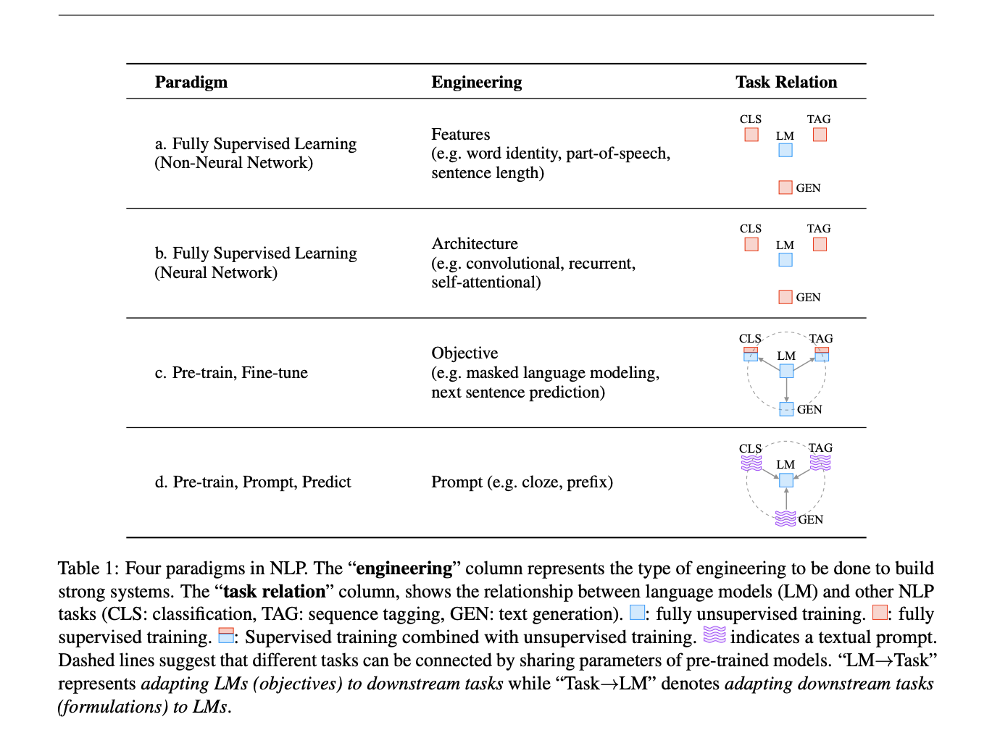 Paradigm Engineering Task Relation
a. Fully Supervised Learning
(Non-Neural Network)
Features
(e.g. word identity, part-of-speech,
sentence length)
CLS TAG
LM
GEN
b. Fully Supervised Learning
(Neural Network)
Architecture
(e.g. convolutional, recurrent,
self-attentional)
CLS TAG
LM
GEN
c. Pre-train, Fine-tune
Objective
(e.g. masked language modeling,
next sentence prediction)
CLS TAG
LM
GEN
d. Pre-train, Prompt, Predict
Prompt (e.g. cloze, prefix)
CLS TAG
LM
GEN
Table 1: Four paradigms in NLP. The “engineering” column represents the type of engineering to be done to build
strong systems. The “task relation” column, shows the relationship between language models (LM) and other NLP
tasks (CLS: classification, TAG: sequence tagging, GEN: text generation). : fully unsupervised training. : fully
supervised training. : Supervised training combined with unsupervised training. indicates a textual prompt.
Dashed lines suggest that different tasks can be connected by sharing parameters of pre-trained models. “LM→Task”
represents adapting LMs (objectives) to downstream tasks while “Task→LM” denotes adapting downstream tasks
(formulations) to LMs.